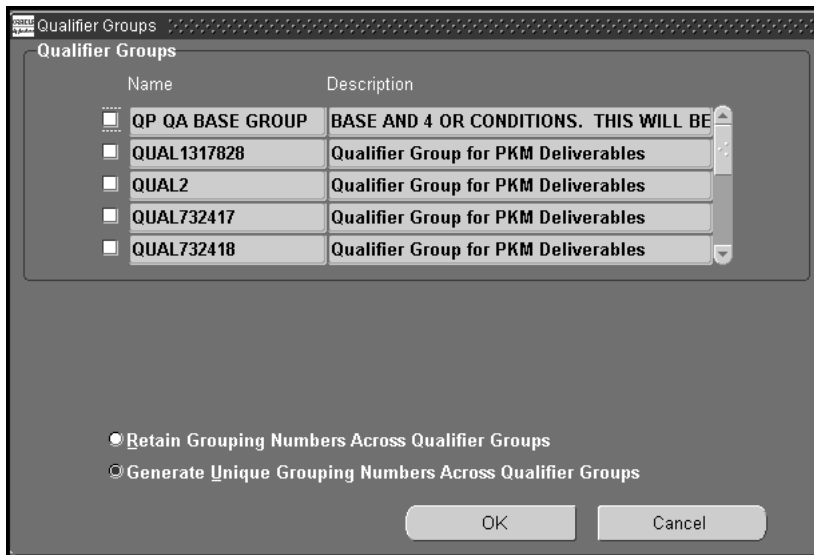 ORACLE
Applications
Qualifier Groups
Qualifier Groups
Name Description
QP QA BASE GROUP BASE AND 4 OR CONDITIONS. THIS WILL BE
QUAL1317828 Qualifier Group for PKM Deliverables
QUAL2 Qualifier Group for PKM Deliverables
QUAL732417 Qualifier Group for PKM Deliverables
QUAL732418 Qualifier Group for PKM Deliverables
Retain Grouping Numbers Across Qualifier Groups
Generate Unique Grouping Numbers Across Qualifier Groups
OK Cancel